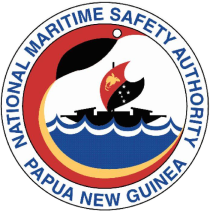 NATIONAL MARITIME SAFETY AUTHORITY
PAPUA NEW GUINEA